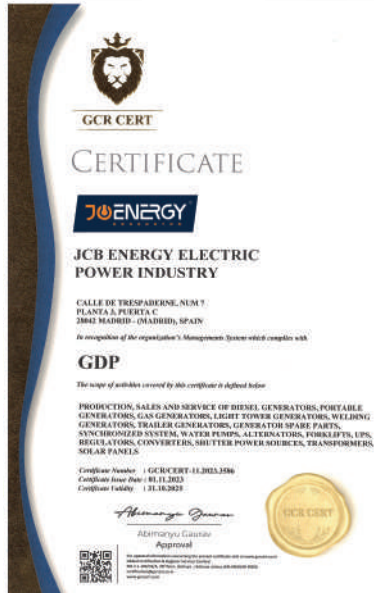 GCR CERT
CERTIFICATE
JCBENERGY
JCB ENERGY ELECTRIC
POWER INDUSTRY
CALLE DE TRESPADERNE, NUM 7
PLANTA 3, PUERTA C
28042 MADRID - (MADRID), SPAIN
In recognition of the organization's Managements System which complies with
GDP
The scope of activities covered by this certificate is defined below
PRODUCTION, SALES AND SERVICE OF DIESEL GENERATORS, PORTABLE
GENERATORS, GAS GENERATORS, LIGHT TOWER GENERATORS, WELDING
GENERATORS, TRAILER GENERATORS, GENERATOR SPARE PARTS,
SYNCHRONIZED SYSTEM, WATER PUMPS, ALTERNATORS, FORKLIFTS, UPS,
REGULATORS, CONVERTERS, SHUTTER POWER SOURCES, TRANSFORMERS,
SOLAR PANELS
Certificate Number : GCR/CERT-11.2023.3586
Certificate Issue Date : 01.11.2023
Certificate Validity : 31.10.2025
Abimanyu Gaurav
Abirmanyu Gaurav
Approval
GCR CERT